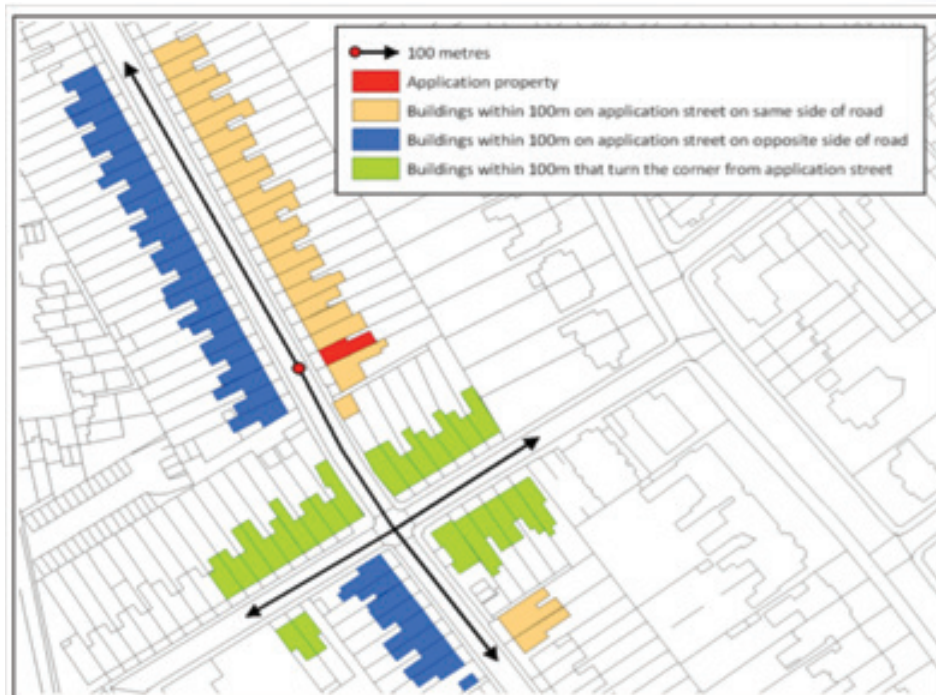 100 metres
Application property
Buildings within 100m on application street on same side of road
Buildings within 100m on application street on opposite side of road
Buildings within 100m that turn the corner from application street